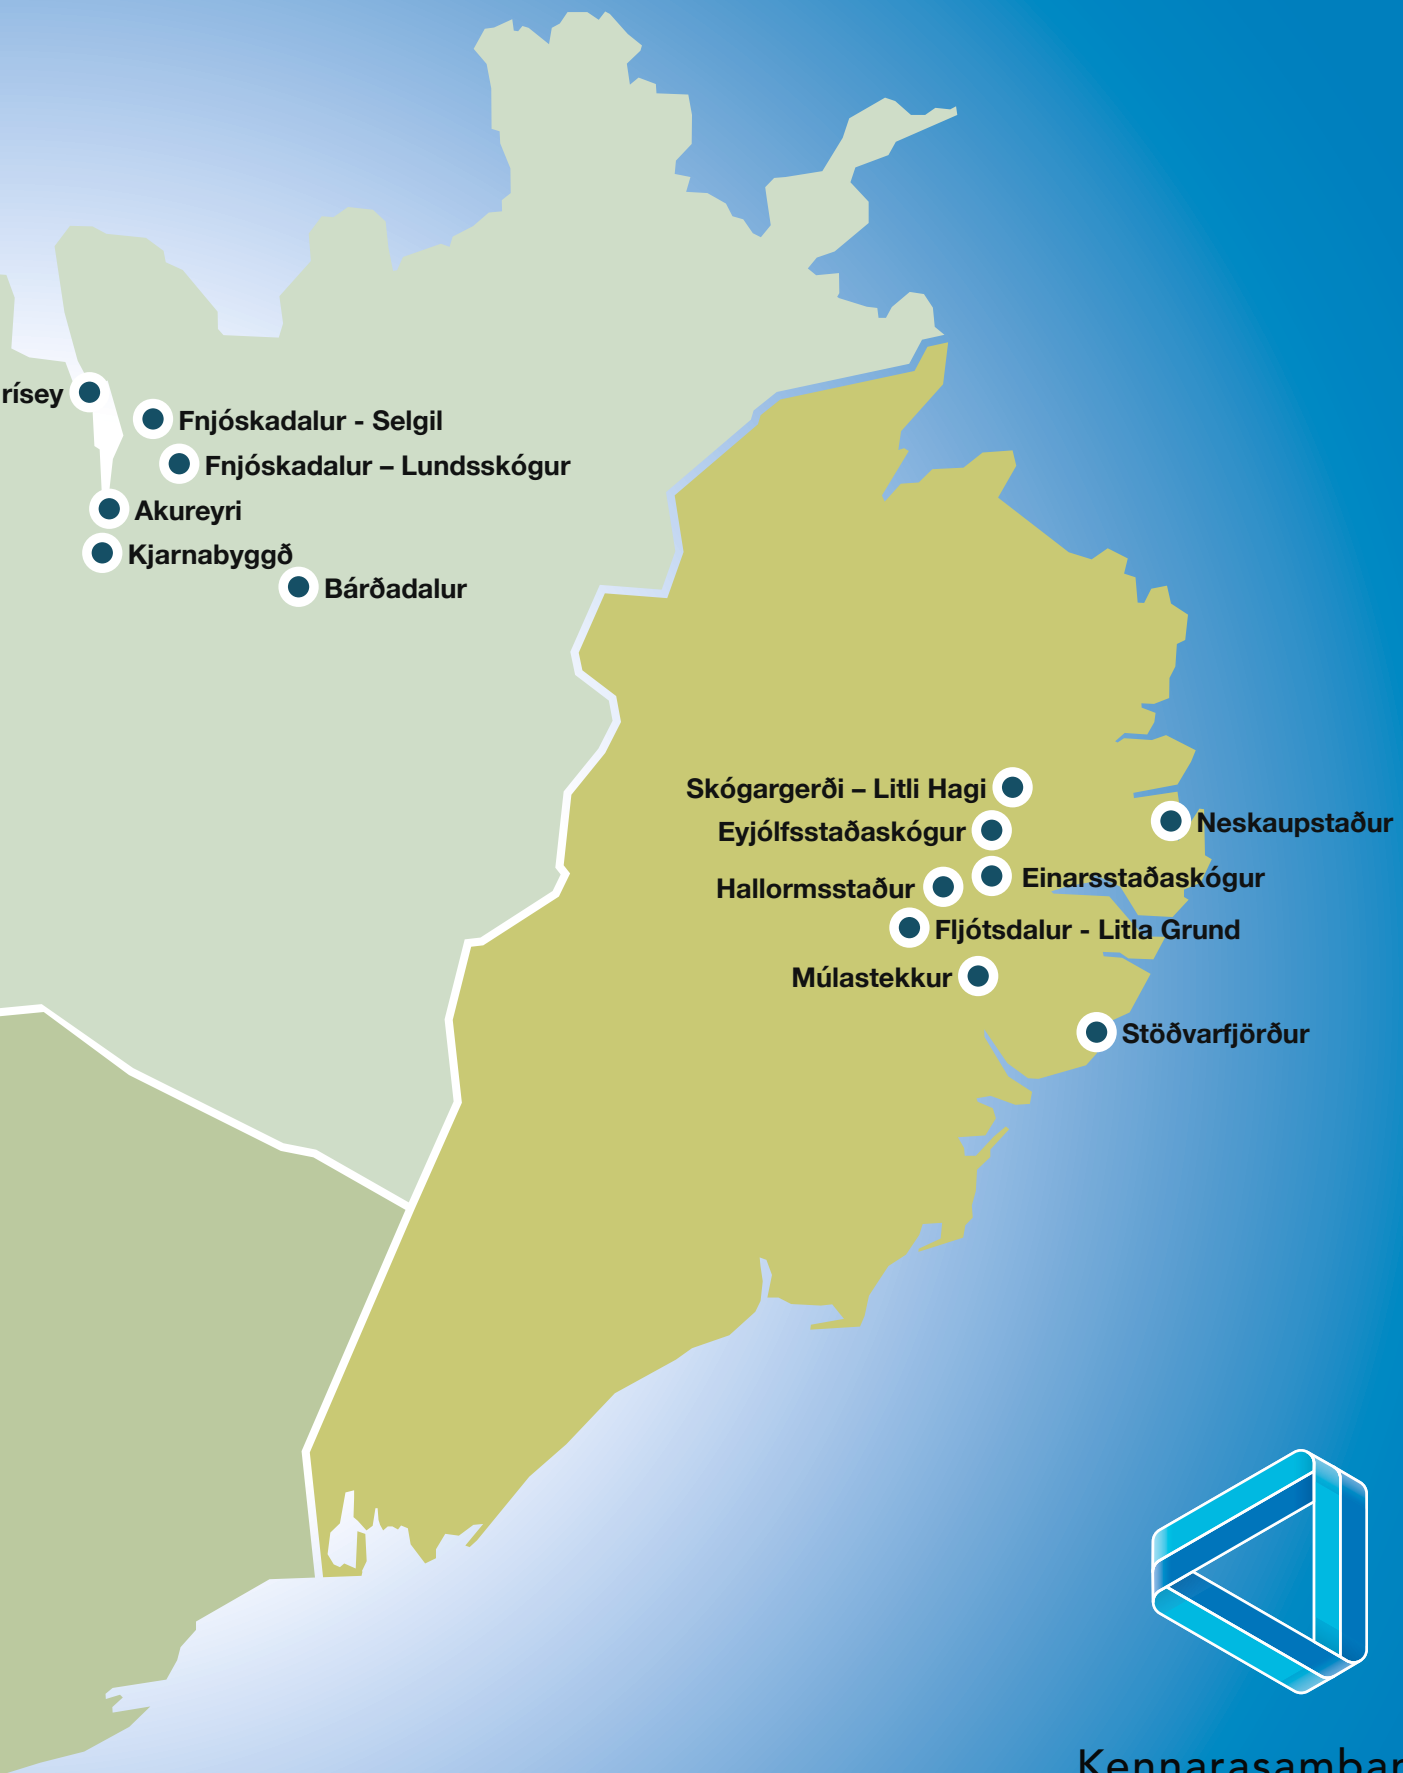 rísey
Fnjóskadalur - Selgil
Fnjóskadalur – Lundsskógur
Akureyri
Kjarnabyggð
Bárðadalur
Skógargerði – Litli Hagi
Eyjólfsstaðaskógur
Neskaupstaður
Einarsstaðaskógur
Hallormsstaður
Fljótsdalur - Litla Grund
Múlastekkur
Stöðvarfjörður
Kennarasamban